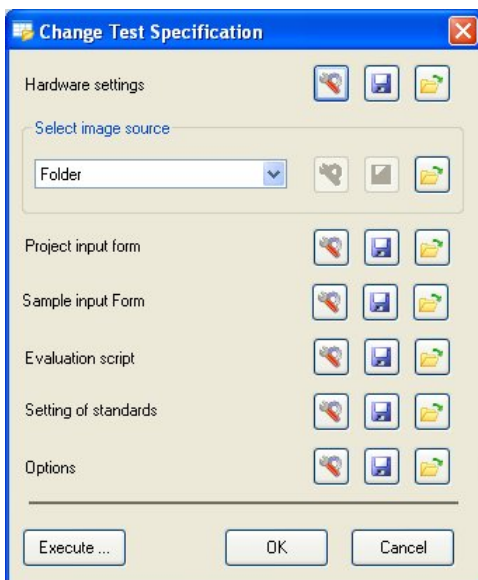 Change Test Specification
Hardware settings
Select image source
Folder
Project input form
Sample input Form
Evaluation script
Setting of standards
Options
Execute ...
OK
Cancel